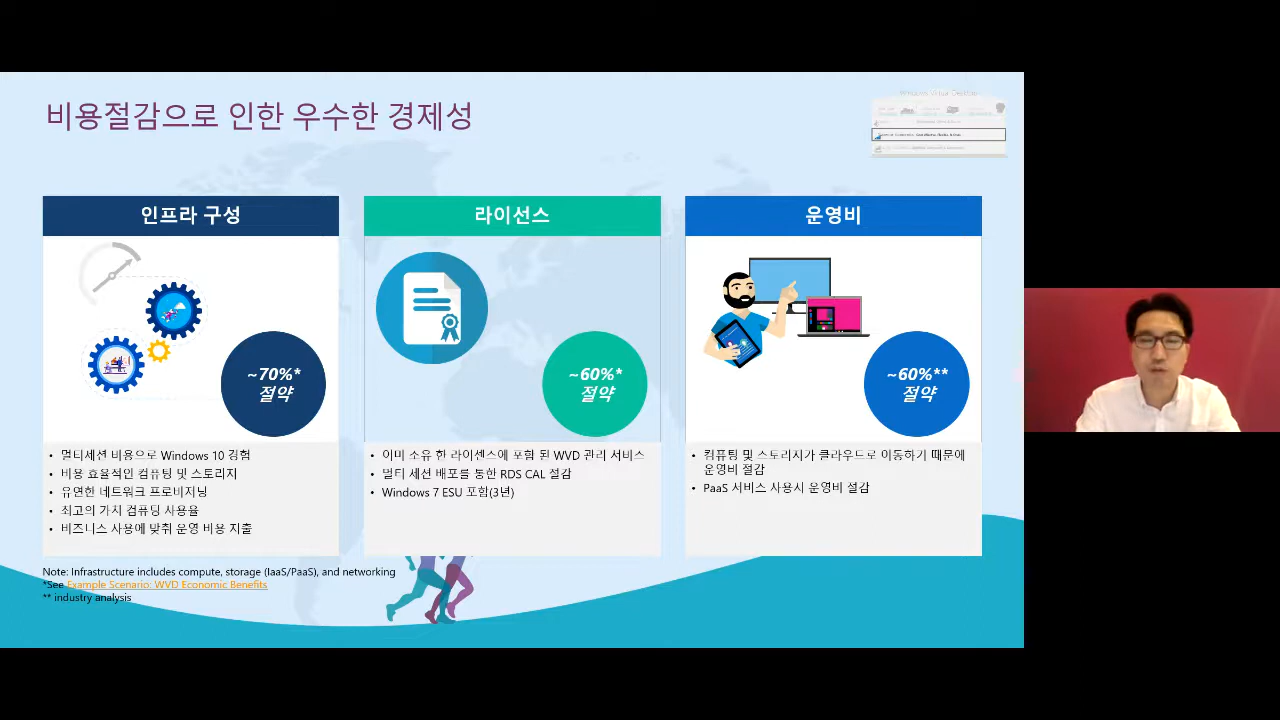 비용절감으로 인한 우수한 경제성
Windows Virtual Desktop
인프라 구성
~70%*
절약
• 멀티세션 비용으로 Windows 10 경험
• 비용 효율적인 컴퓨팅 및 스토리지
• 유연한 네트워크 프로비저닝
• 최고의 가치 컴퓨팅 사용율
• 비즈니스 사용에 맞춰 운영 비용 지출
라이선스
~60%*
절약
• 이미 소유 한 라이센스에 포함 된 WVD 관리 서비스
• 멀티 세션 배포를 통한 RDS CAL 절감
• Windows 7 ESU 포함(3년)
운영비
~60%**
절약
• 컴퓨팅 및 스토리지가 클라우드로 이동하기 때문에
운영비 절감
• PaaS 서비스 사용시 운영비 절감
Note: Infrastructure includes compute, storage (IaaS/PaaS), and networking
*See Example Scenario: WVD Economic Benefits
** industry analysis